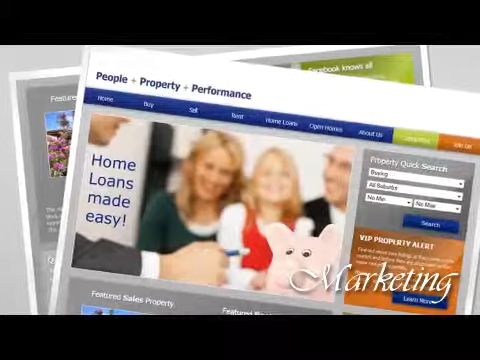 Facebook knows all
People + Property + Performance
Home Buy Sell Rent Home Loans Open Homes About Us
Join Us
Featured
Home
Loans
made
easy!
Property Quick Search
Buying
All Suburbs
No Min No Max
Search
VIP PROPERTY ALERT
Learn More
Marketing
Featured Sales Property